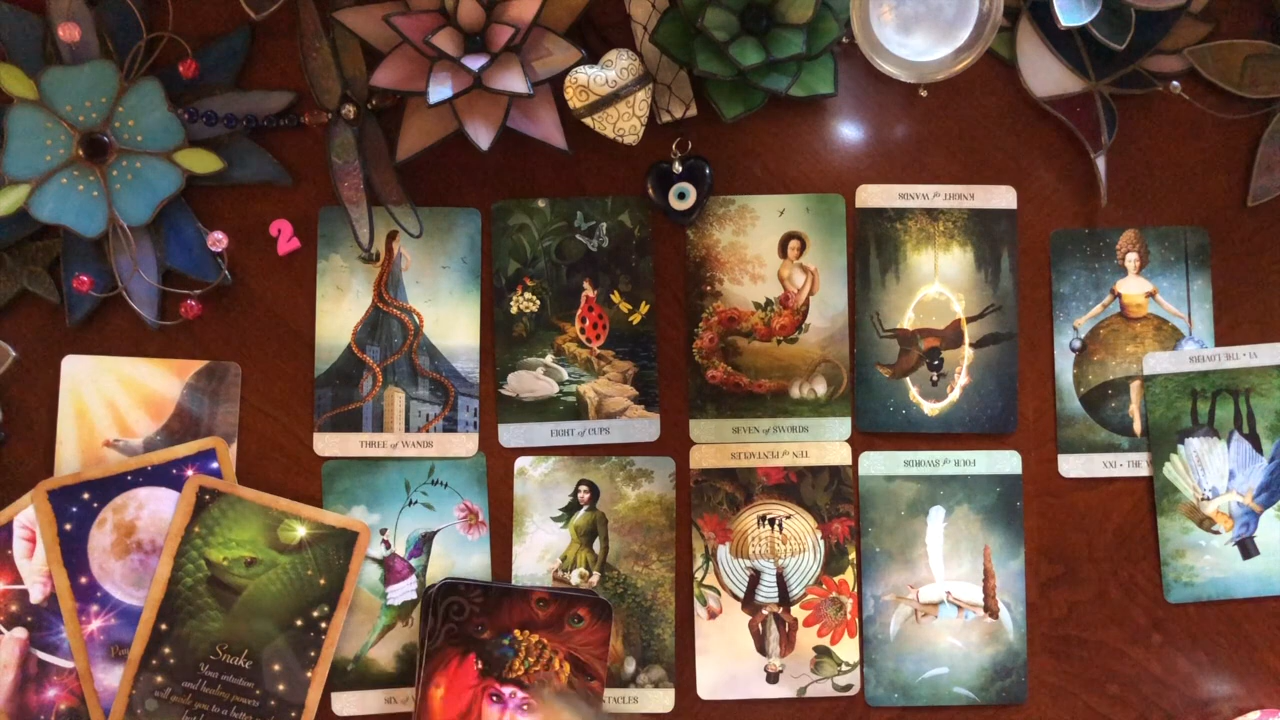 2
KNIGHT of WANDS
THREE of WANDS
EIGHT of CUPS
SEVEN of SWORDS
TEN of PENTACLES
FOUR of SWORDS
XXI • THE
VI • THE LOVERS
Snake
Your intuition
and healing powers
will guide you to a better
SIX of